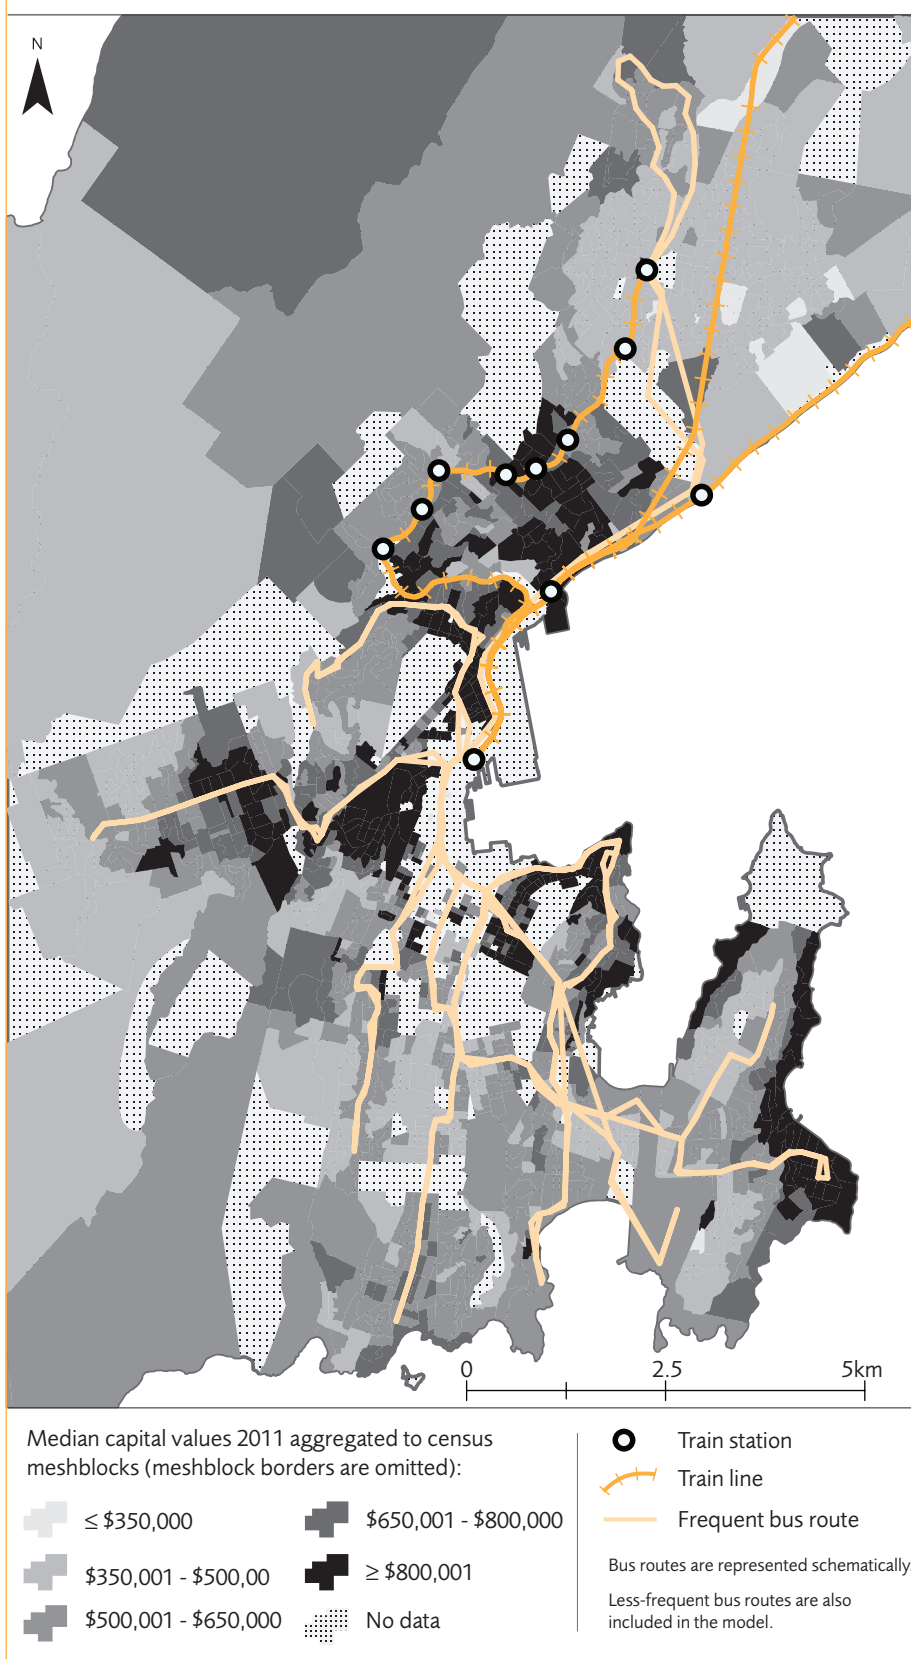 N
0
2.5
5km
Median capital values 2011 aggregated to census
meshblocks (meshblock borders are omitted):
≤ $350,000
$350,001 - $500,00
$500,001 - $650,000
$650,001 - $800,000
≥ $800,001
No data
Train station
Train line
Frequent bus route
Bus routes are represented schematically.
Less-frequent bus routes are also
included in the model.